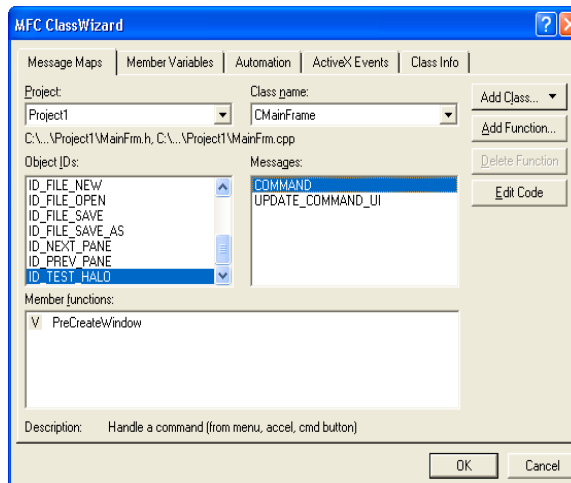 MFC ClassWizard
Message Maps Member Variables Automation ActiveX Events Class Info
Project: Class name:
Project1 CMainFrame
Add Class...
C:\...\Project1\MainFrm.h, C:\...\Project1\MainFrm.cpp
Add Function...
Object IDs: Messages:
Delete Function
ID_FILE_NEW
ID_FILE_OPEN
ID_FILE_SAVE
ID_FILE_SAVE_AS
ID_NEXT_PANE
ID_PREV_PANE
ID_TEST_HALO
COMMAND
UPDATE_COMMAND_UI
Edit Code
Member functions:
V PreCreateWindow
Description: Handle a command (from menu, accel, cmd button)
OK Cancel